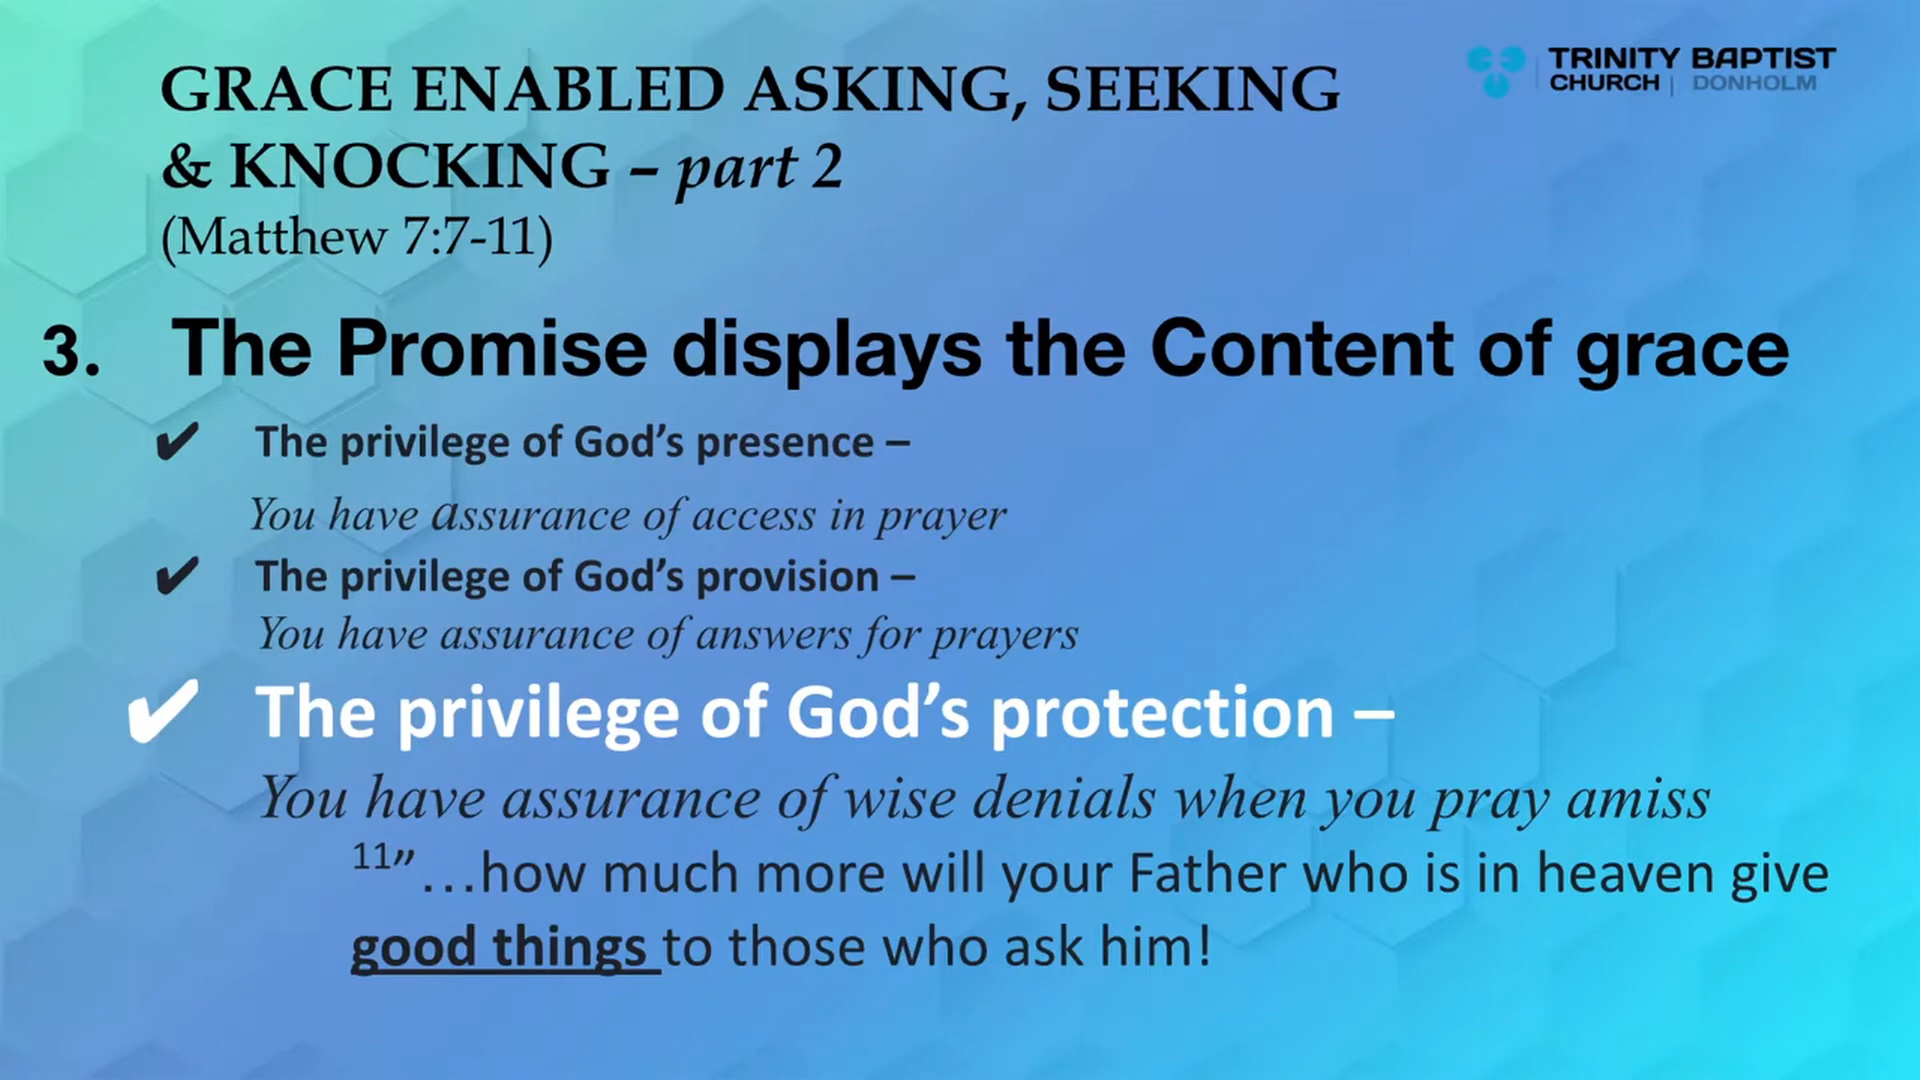 GRACE ENABLED ASKING, SEEKING
& KNOCKING – part 2
(Matthew 7:7-11)
TRINITY BAPTIST
CHURCH | DONHOLM
3. The Promise displays the Content of grace
✔ The privilege of God’s presence –
You have assurance of access in prayer
✔ The privilege of God’s provision –
You have assurance of answers for prayers
✔ The privilege of God’s protection –
You have assurance of wise denials when you pray amiss
11”…how much more will your Father who is in heaven give
good things to those who ask him!